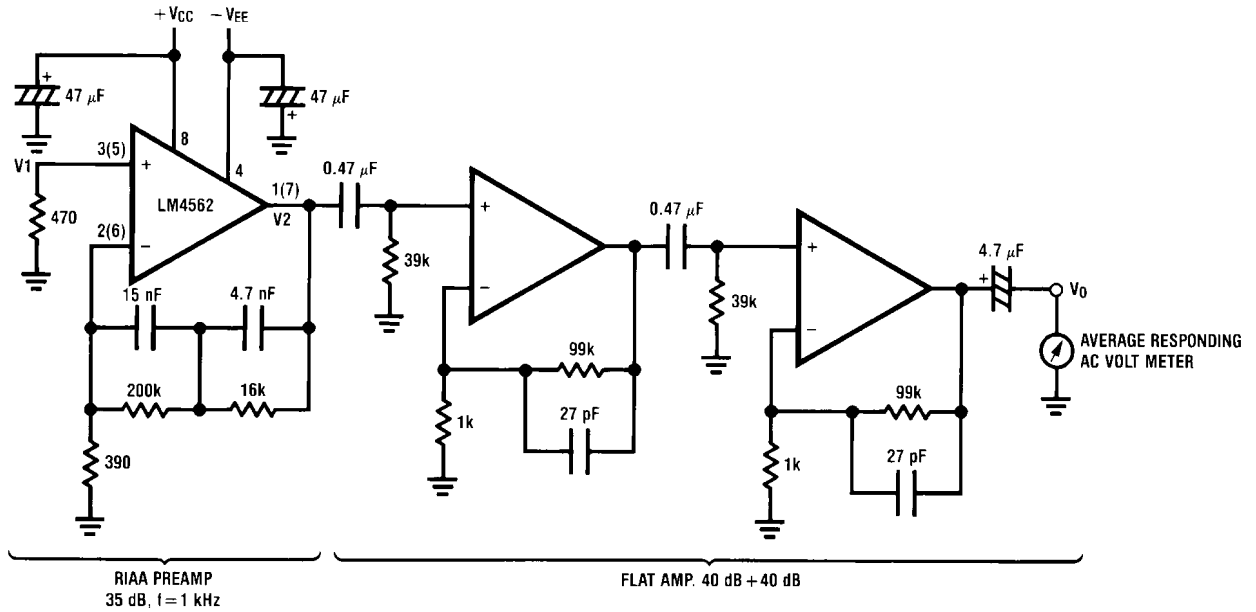 +VCC
−VEE
+
47 µF
47 µF
+
8
3(5)
V1
+
4
0.47 µF
1(7)
LM4562
V2
470
2(6)
−
+
39k
−
0.47 µF
+
39k
−
4.7 µF
+
VO
AVERAGE RESPONDING
AC VOLT METER
15 nF
4.7 nF
200k
16k
390
99k
1k
27 pF
99k
1k
27 pF
RIAA PREAMP
35 dB, f = 1 kHz
FLAT AMP. 40 dB + 40 dB